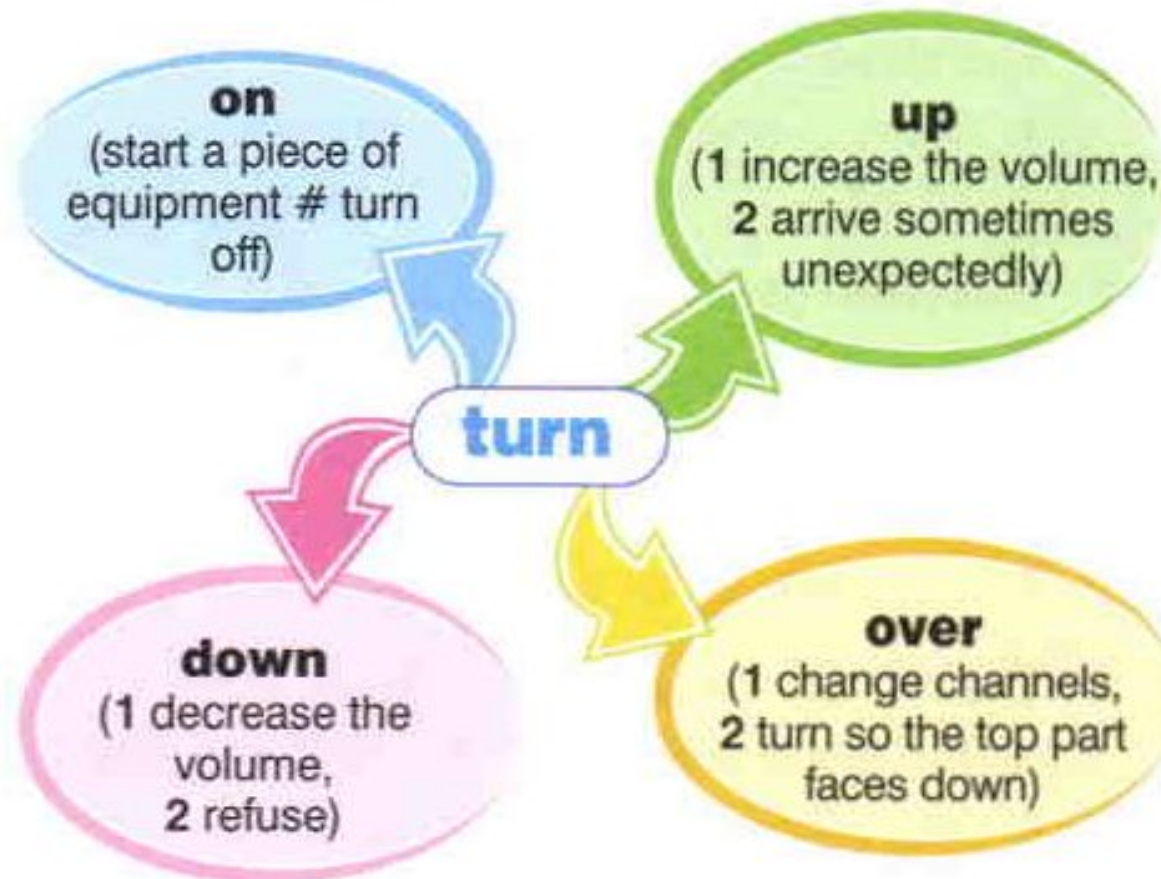 on
(start a piece of
equipment # turn
off)
up
(1 increase the volume,
2 arrive sometimes
unexpectedly)
turn
down
(1 decrease the
volume,
2 refuse)
over
(1 change channels,
2 turn so the top part
faces down)